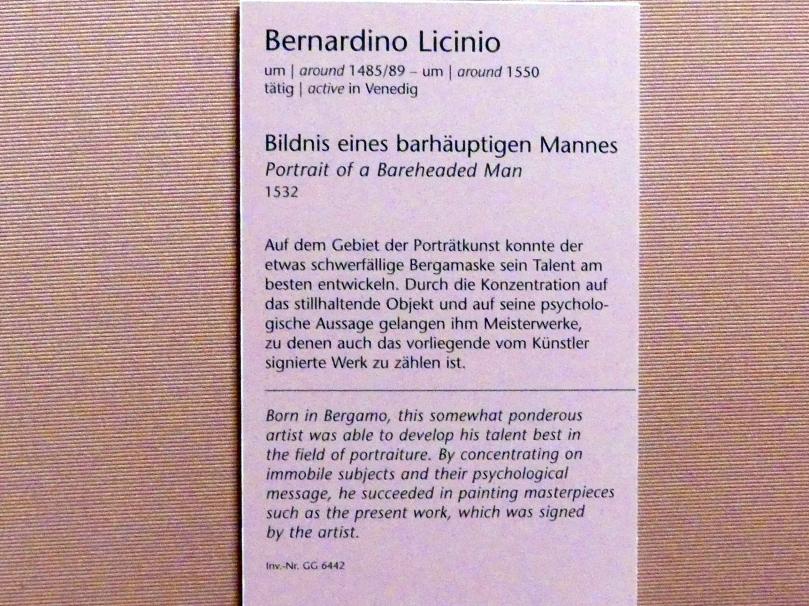 Bernardino Licinio
um | around 1485/89 – um | around 1550
tätig | active in Venedig
Bildnis eines barhäuptigen Mannes
Portrait of a Bareheaded Man
1532
Auf dem Gebiet der Porträtkunst konnte der
etwas schwerfällige Bergamaske sein Talent am
besten entwickeln. Durch die Konzentration auf
das stillhaltende Objekt und auf seine psycholo-
gische Aussage gelangen ihm Meisterwerke,
zu denen auch das vorliegende vom Künstler
signierte Werk zu zählen ist.
Born in Bergamo, this somewhat ponderous
artist was able to develop his talent best in
the field of portraiture. By concentrating on
immobile subjects and their psychological
message, he succeeded in painting masterpieces
such as the present work, which was signed
by the artist.
Inv.-Nr. GG 6442